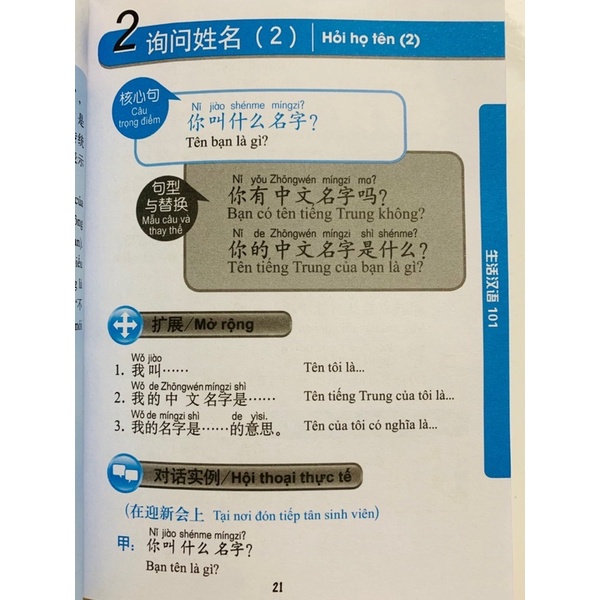 2 询问姓名（2） Hỏi họ tên (2)
核心句
Câu
trọng điểm
Nǐ jiào shénme míngzi?
你叫什么名字？
Tên bạn là gì?
句型
与替换
Mẫu câu và
thay thế
Nǐ yǒu Zhōngwén míngzi ma?
你有中文名字吗？
Bạn có tên tiếng Trung không?
Nǐ de Zhōngwén míngzi shì shénme?
你的中文名字是什么？
Tên tiếng Trung của bạn là gì?
生活汉语 101
扩展/Mở rộng
Wǒ jiào
1. 我叫…… Tên tôi là...
Wǒ de Zhōngwén míngzi shì
2. 我的中文名字是…… Tên tiếng Trung của tôi là...
Wǒ de míngzi shì de yìsi.
3. 我的名字是……的意思。 Tên của tôi có nghĩa là...
对话实例/Hội thoại thực tế
(在迎新会上 Tại nơi đón tiếp tân sinh viên)
Nǐ jiào shénme míngzi?
甲：你叫什么名字？
Bạn tên là gì?
21